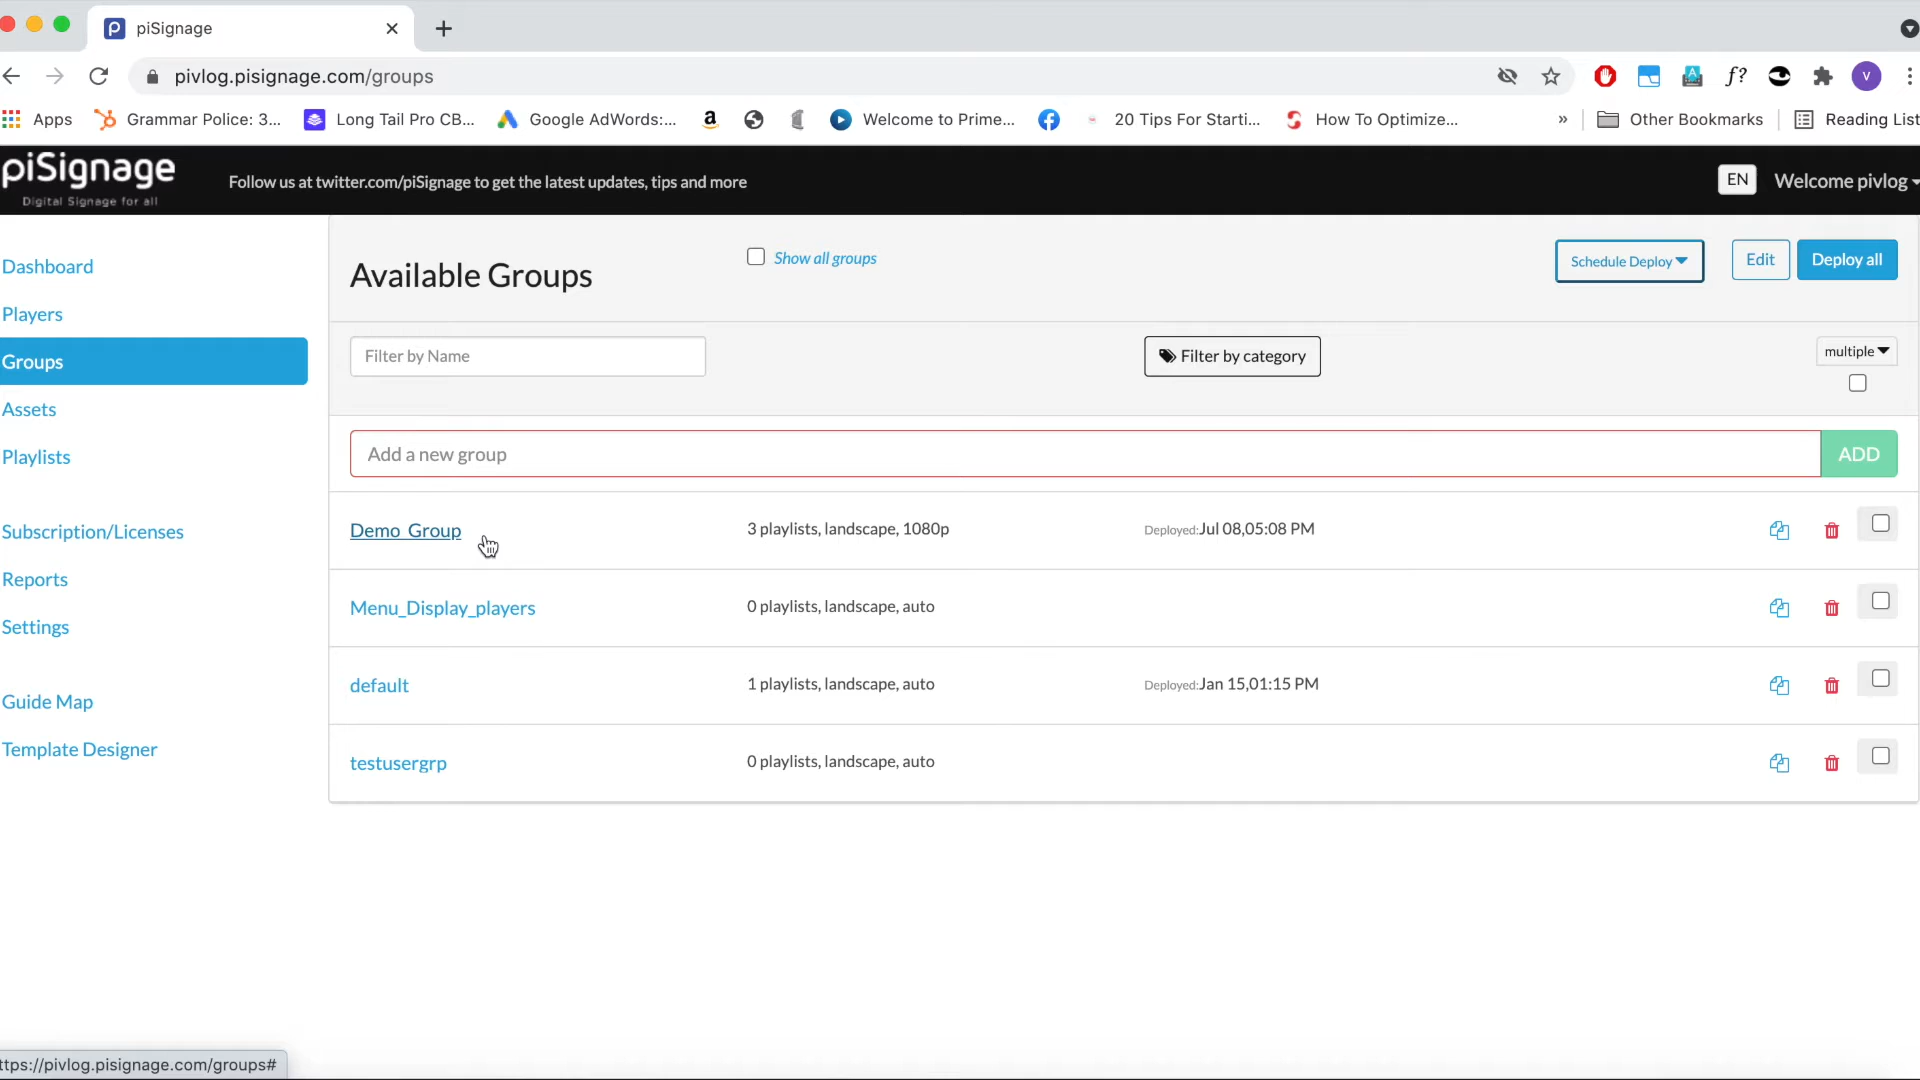 piSignage
pivlog.pisignage.com/groups
f?
V
Apps
Grammar Police: 3...
Long Tail Pro CB...
Google AdWords:...
Welcome to Prime...
20 Tips For Starti...
How To Optimize...
»
Other Bookmarks
Reading List
piSignage
Digital Signage for all
Follow us at twitter.com/piSignage to get the latest updates, tips and more
EN
Welcome pivlog
Dashboard
Players
Groups
Assets
Playlists
Subscription/Licenses
Reports
Settings
Guide Map
Template Designer
Available Groups
Show all groups
Schedule Deploy
Edit
Deploy all
Filter by Name
Filter by category
multiple
Add a new group
ADD
Demo_Group
3 playlists, landscape, 1080p
Deployed:Jul 08,05:08 PM
Menu_Display_players
0 playlists, landscape, auto
default
1 playlists, landscape, auto
Deployed:Jan 15,01:15 PM
testusergrp
0 playlists, landscape, auto
ttps://pivlog.pisignage.com/groups#